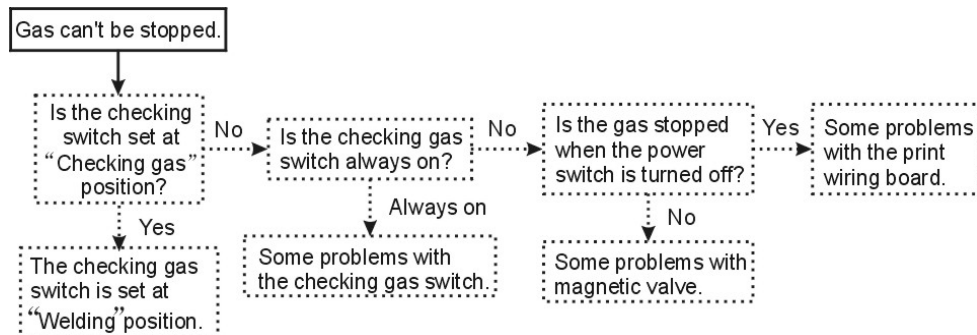 Gas can't be stopped.
Is the checking
switch set at
“Checking gas”
position?
No
Is the checking gas
switch always on?
No
Is the gas stopped
when the power
switch is turned off?
Yes
Some problems
with the print
wiring board.
Yes
Always on
No
The checking gas
switch is set at
“Welding”position.
Some problems with
the checking gas switch.
Some problems with
magnetic valve.